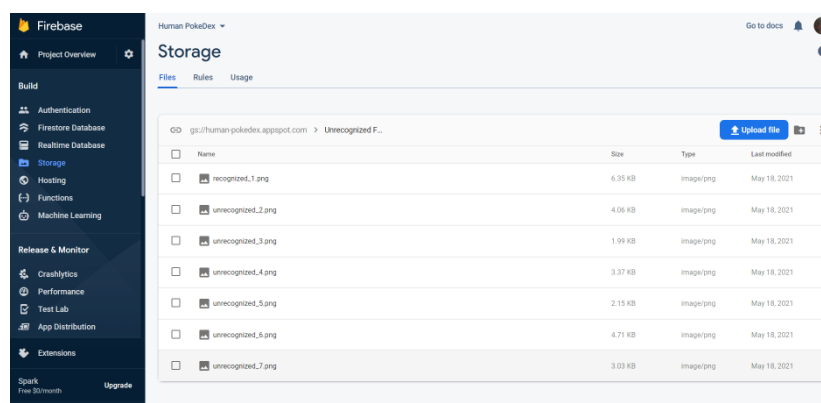 Firebase
Project Overview
Build
Authentication
Firestore Database
Realtime Database
Storage
Hosting
Functions
Machine Learning
Release & Monitor
Crashlytics
Performance
Test Lab
App Distribution
Extensions
Spark
Free $0/month
Upgrade
Human PokeDex
Go to docs
Storage
Files Rules Usage
gs://human-pokedex.appspot.com > Unrecognized F...
Upload file
Name Size Type Last modified
recognized_1.png 6.35 KB image/png May 18, 2021
unrecognized_2.png 4.06 KB image/png May 18, 2021
unrecognized_3.png 1.99 KB image/png May 18, 2021
unrecognized_4.png 3.37 KB image/png May 18, 2021
unrecognized_5.png 2.15 KB image/png May 18, 2021
unrecognized_6.png 4.71 KB image/png May 18, 2021
unrecognized_7.png 3.03 KB image/png May 18, 2021